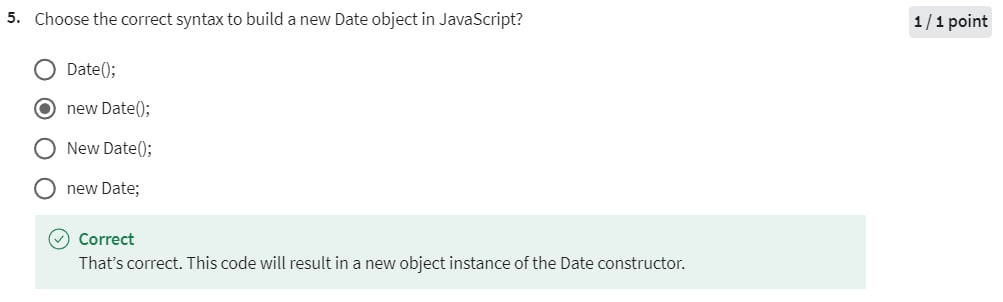 5. Choose the correct syntax to build a new Date object in JavaScript?
1 / 1 point
Date();
new Date();
New Date();
new Date;
Correct
That's correct. This code will result in a new object instance of the Date constructor.